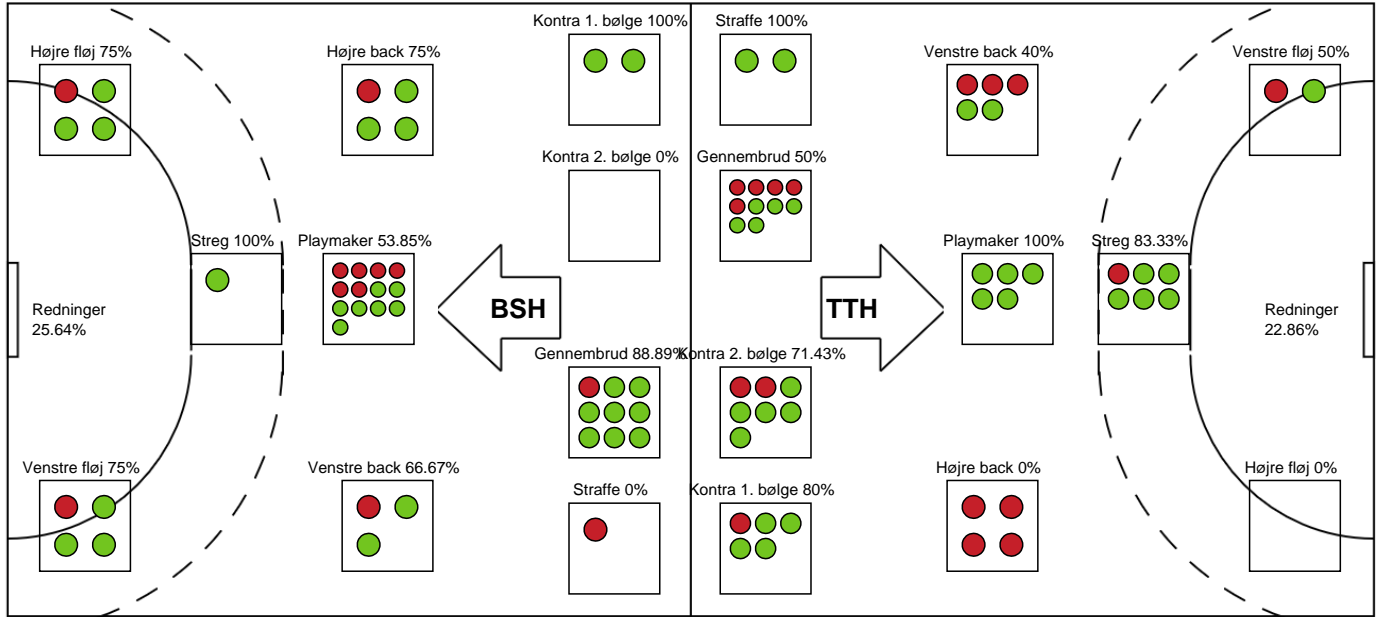 Kontra 1. bølge 100%
Straffe 100%
Højre fløj 75%
Højre back 75%
Venstre back 40%
Venstre fløj 50%
Kontra 2. bølge 0%
Gennembrud 50%
Streg 100%
Playmaker 53.85%
Playmaker 100%
Streg 83.33%
Redninger
25.64%
BSH
TTH
Redninger
22.86%
Gennembrud 88.89%
Kontra 2. bølge 71.43%
Venstre fløj 75%
Venstre back 66.67%
Straffe 0%
Kontra 1. bølge 80%
Højre back 0%
Højre fløj 0%